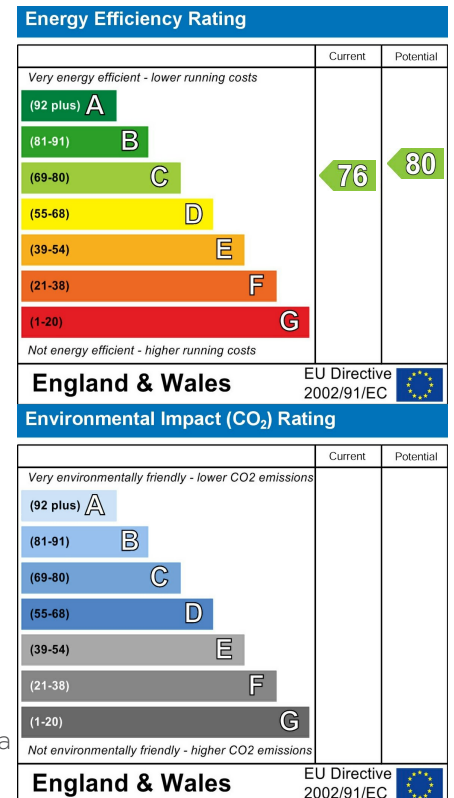 Energy Efficiency Rating
Current Potential
Very energy efficient - lower running costs
(92 plus) A
(81-91) B
(69-80) C
76 80
(55-68) D
(39-54) E
(21-38) F
(1-20) G
Not energy efficient - higher running costs
England & Wales
EU Directive
2002/91/EC
Environmental Impact (CO₂) Rating
Current Potential
Very environmentally friendly - lower CO2 emissions
(92 plus) A
(81-91) B
(69-80) C
(55-68) D
(39-54) E
(21-38) F
(1-20) G
a
Not environmentally friendly - higher CO2 emissions
England & Wales
EU Directive
2002/91/EC